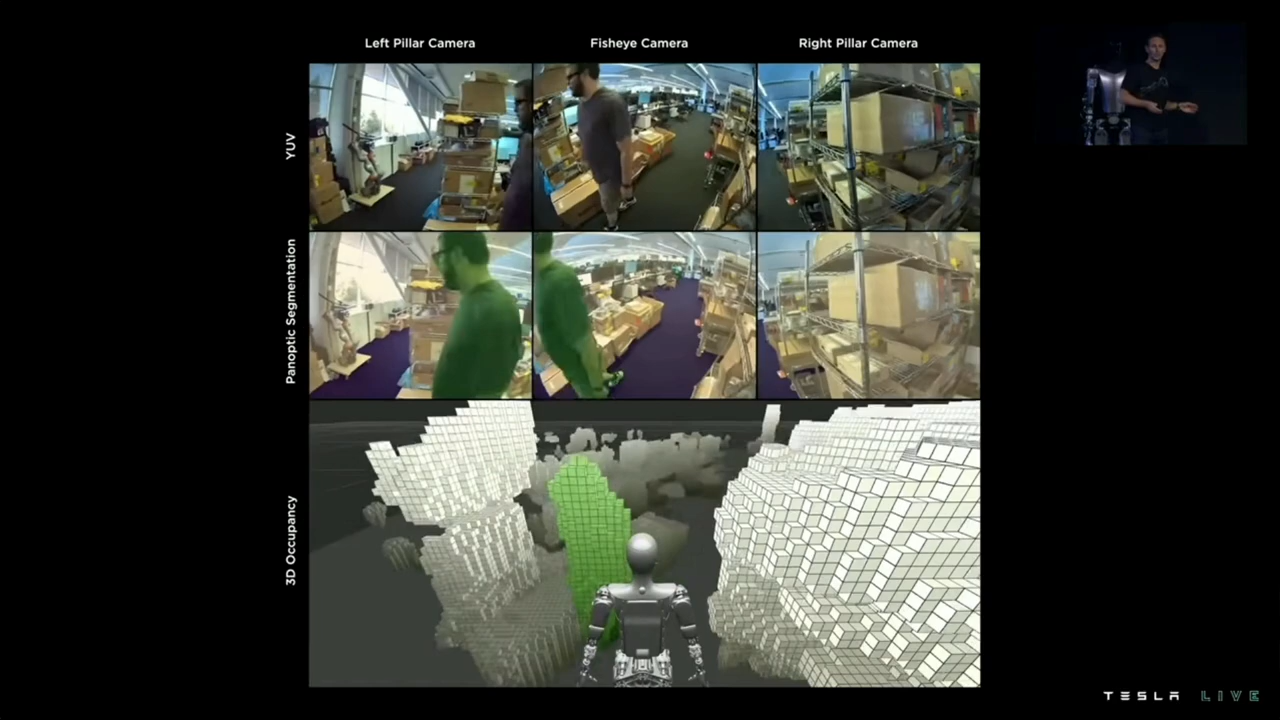 Left Pillar Camera
Fisheye Camera
Right Pillar Camera
YUV
Panoptic Segmentation
3D Occupancy
TESLA LIVE